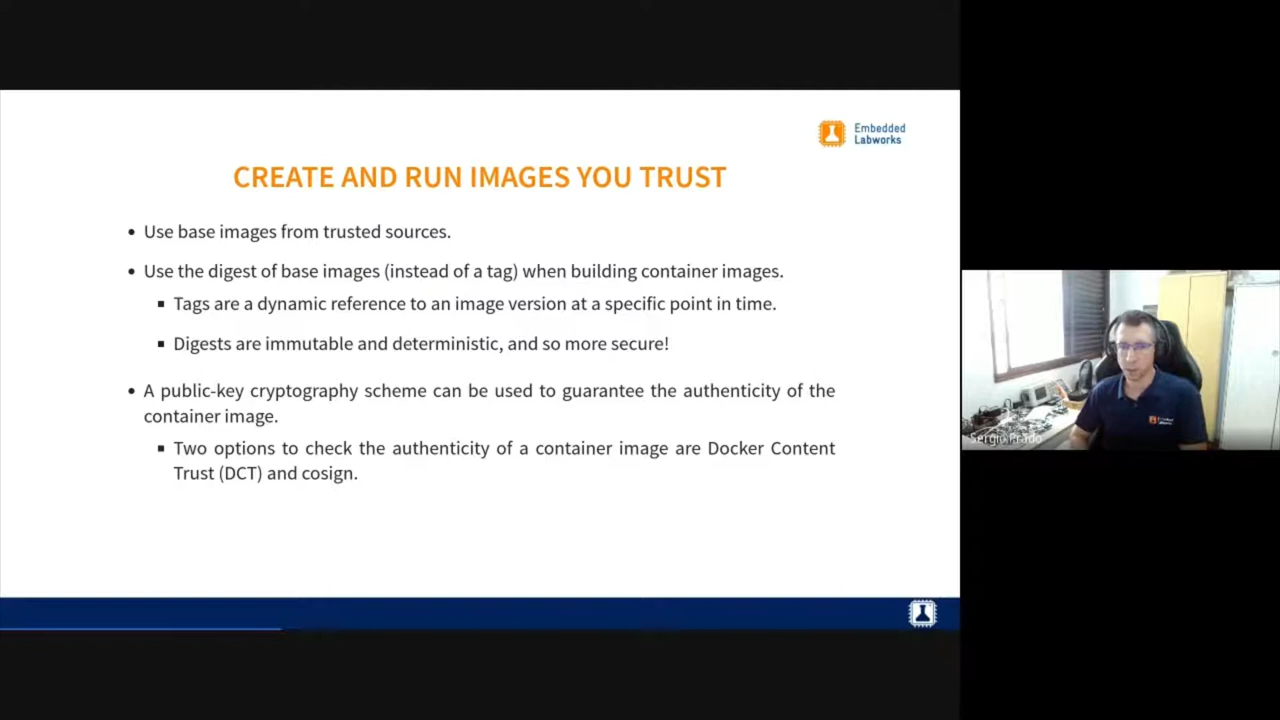 Embedded
Labworks
CREATE AND RUN IMAGES YOU TRUST
• Use base images from trusted sources.
• Use the digest of base images (instead of a tag) when building container images.
▪ Tags are a dynamic reference to an image version at a specific point in time.
▪ Digests are immutable and deterministic, and so more secure!
• A public-key cryptography scheme can be used to guarantee the authenticity of the
container image.
▪ Two options to check the authenticity of a container image are Docker Content
Trust (DCT) and cosign.
Sergio Prado